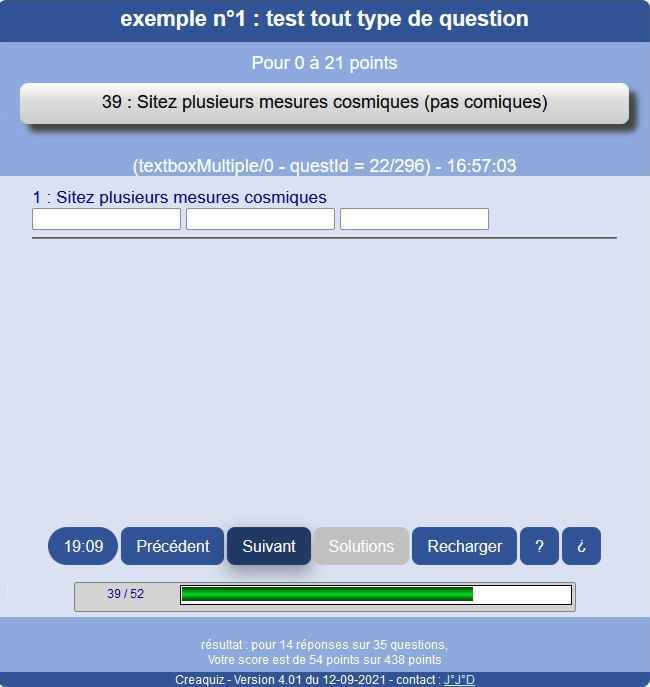 exemple n°1 : test tout type de question
Pour 0 à 21 points
39 : Sitez plusieurs mesures cosmiques (pas comiques)
(textboxMultiple/0 - questId = 22/296) - 16:57:03
1 : Sitez plusieurs mesures cosmiques
19:09 Précédent Suivant Solutions Recharger ? ¿
39 / 52
résultat : pour 14 réponses sur 35 questions,
Votre score est de 54 points sur 438 points
Creaquiz - Version 4.01 du 12-09-2021 - contact : J°J°D